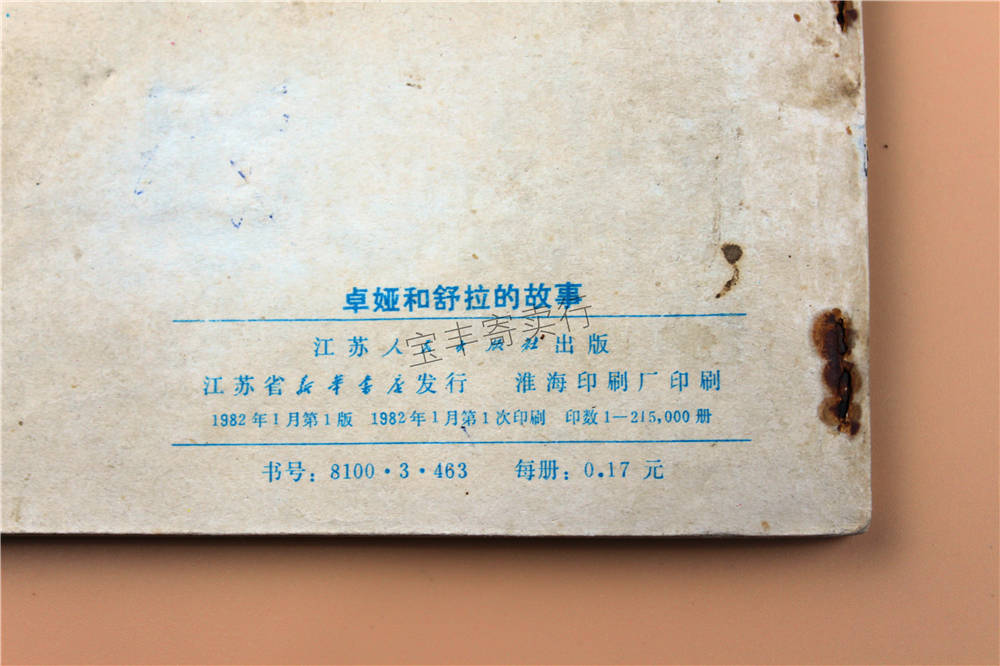 卓娅和舒拉的故事
江苏人民出版社出版
江苏省新华书店发行 淮海印刷厂印刷
1982年1月第1版 1982年1月第1次印刷 印数1—215,000册
书号：8100·3·463 每册：0.17元
宝丰寄卖行